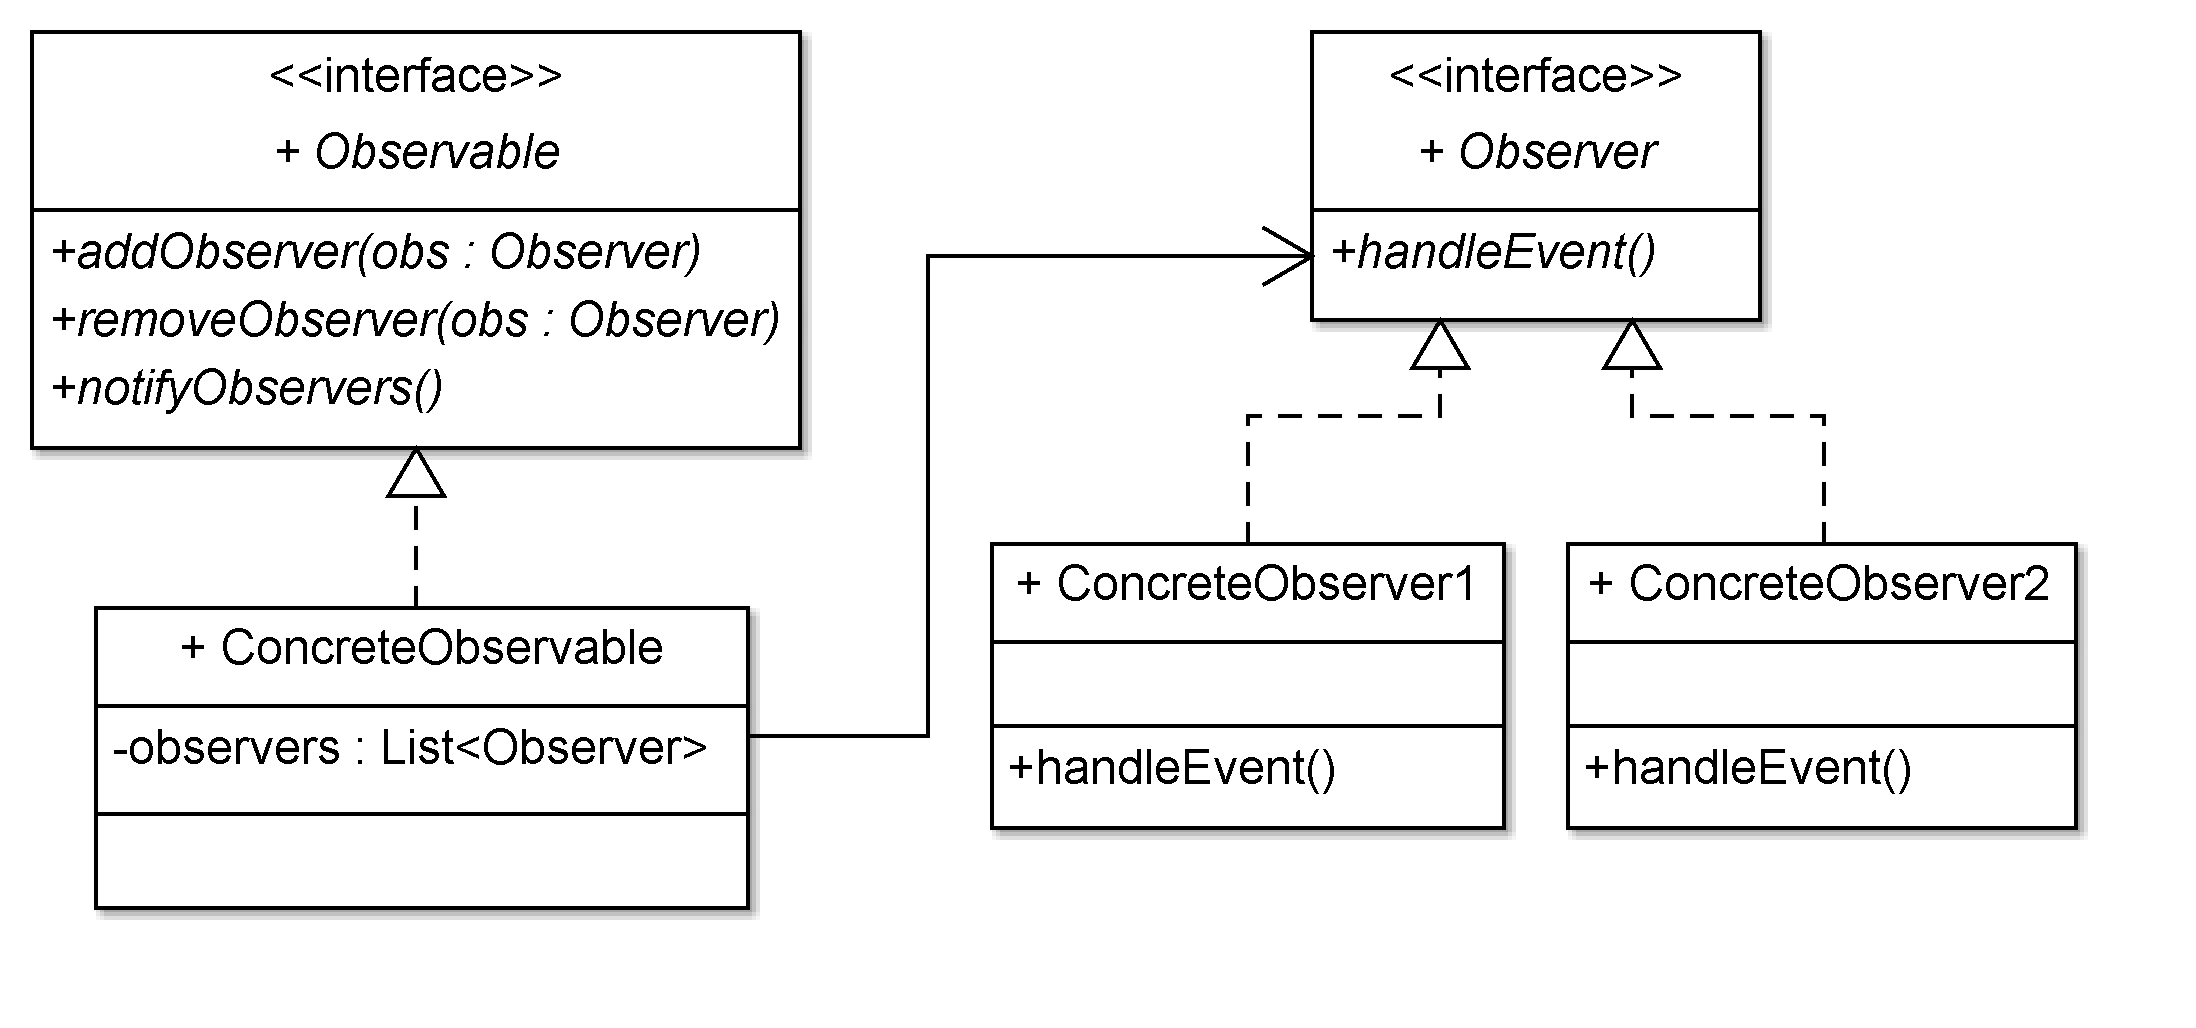 <<interface>>
+ Observable
+addObserver(obs : Observer)
+removeObserver(obs : Observer)
+notifyObservers()
<<interface>>
+ Observer
+handleEvent()
+ ConcreteObservable
-observers : List<Observer>
+ ConcreteObserver1
+handleEvent()
+ ConcreteObserver2
+handleEvent()